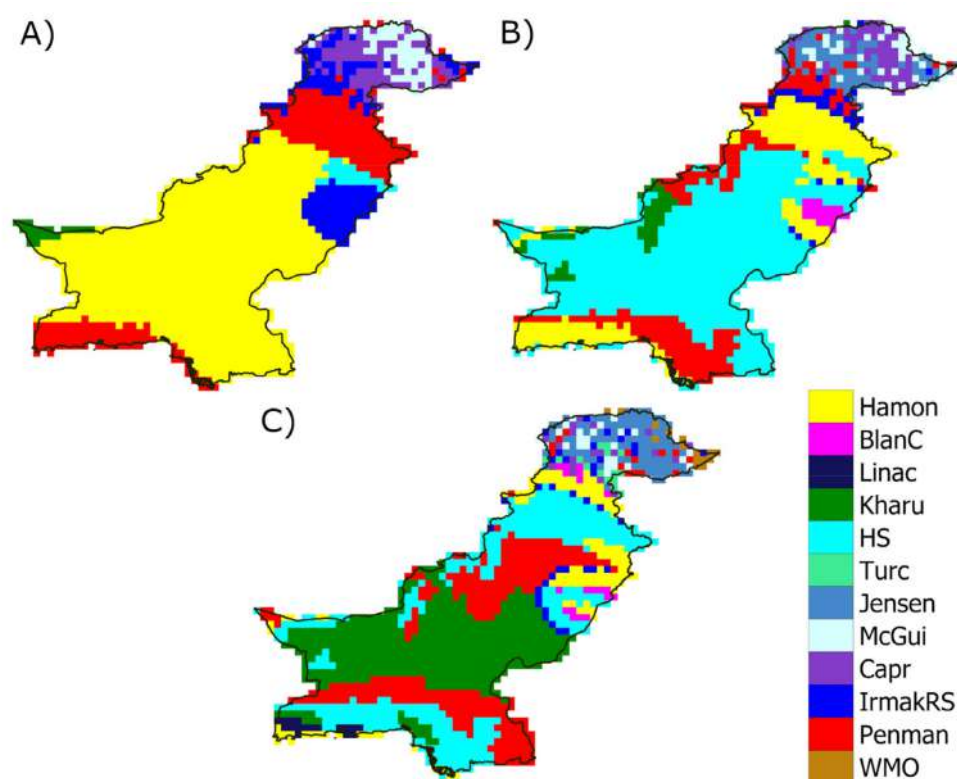 A)
B)
C)
Hamon
BlanC
Linac
Kharu
HS
Turc
Jensen
McGui
Capr
IrmakRS
Penman
WMO